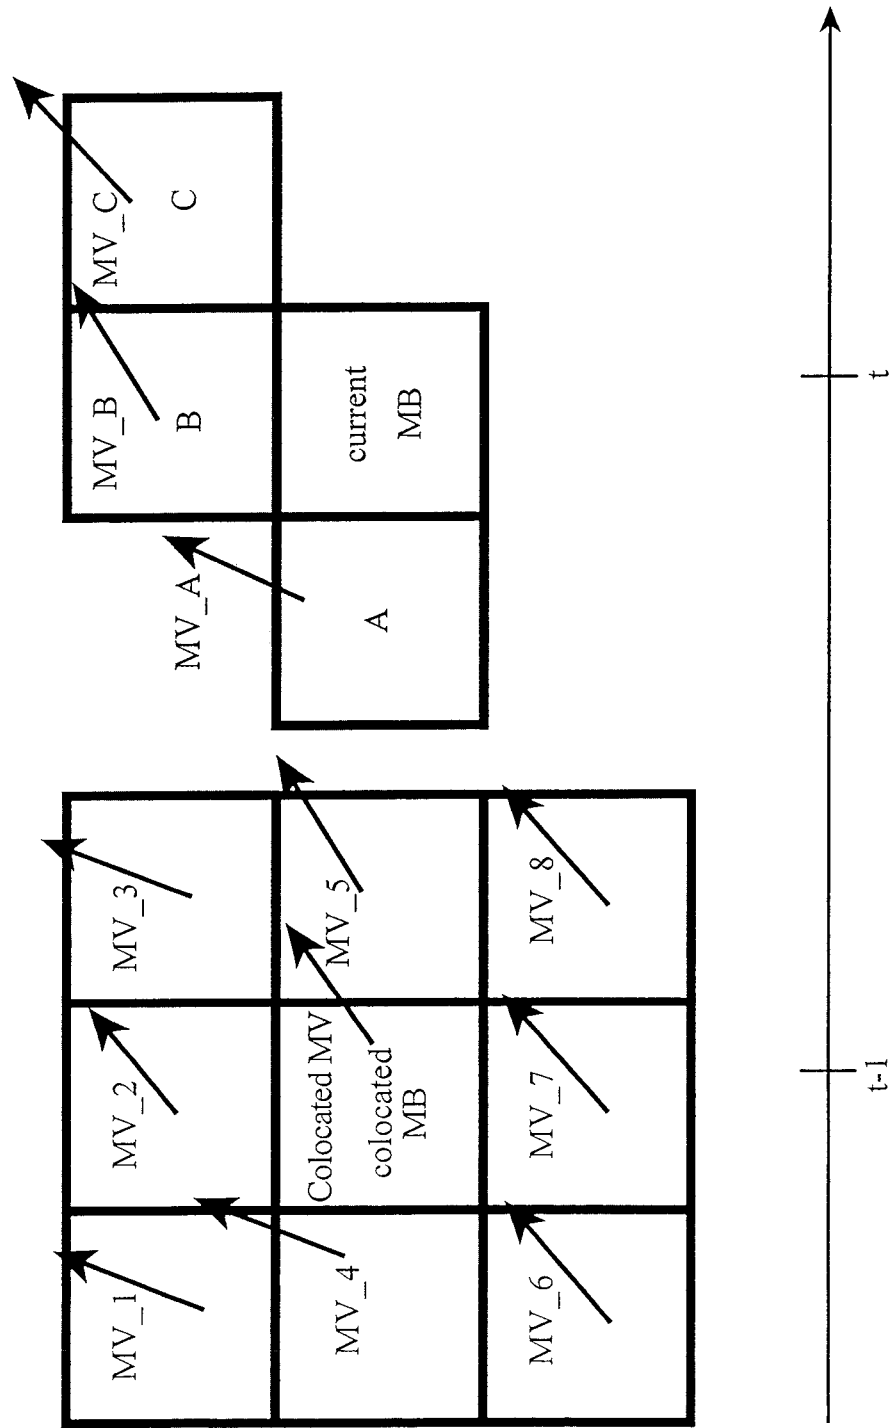 MV_1
MV_2
MV_3
MV_4
Colocated MV
colocated
MB
MV_5
MV_6
MV_7
MV_8
MV_A
A
MV_B
B
MV_C
C
current
MB
t-1
t